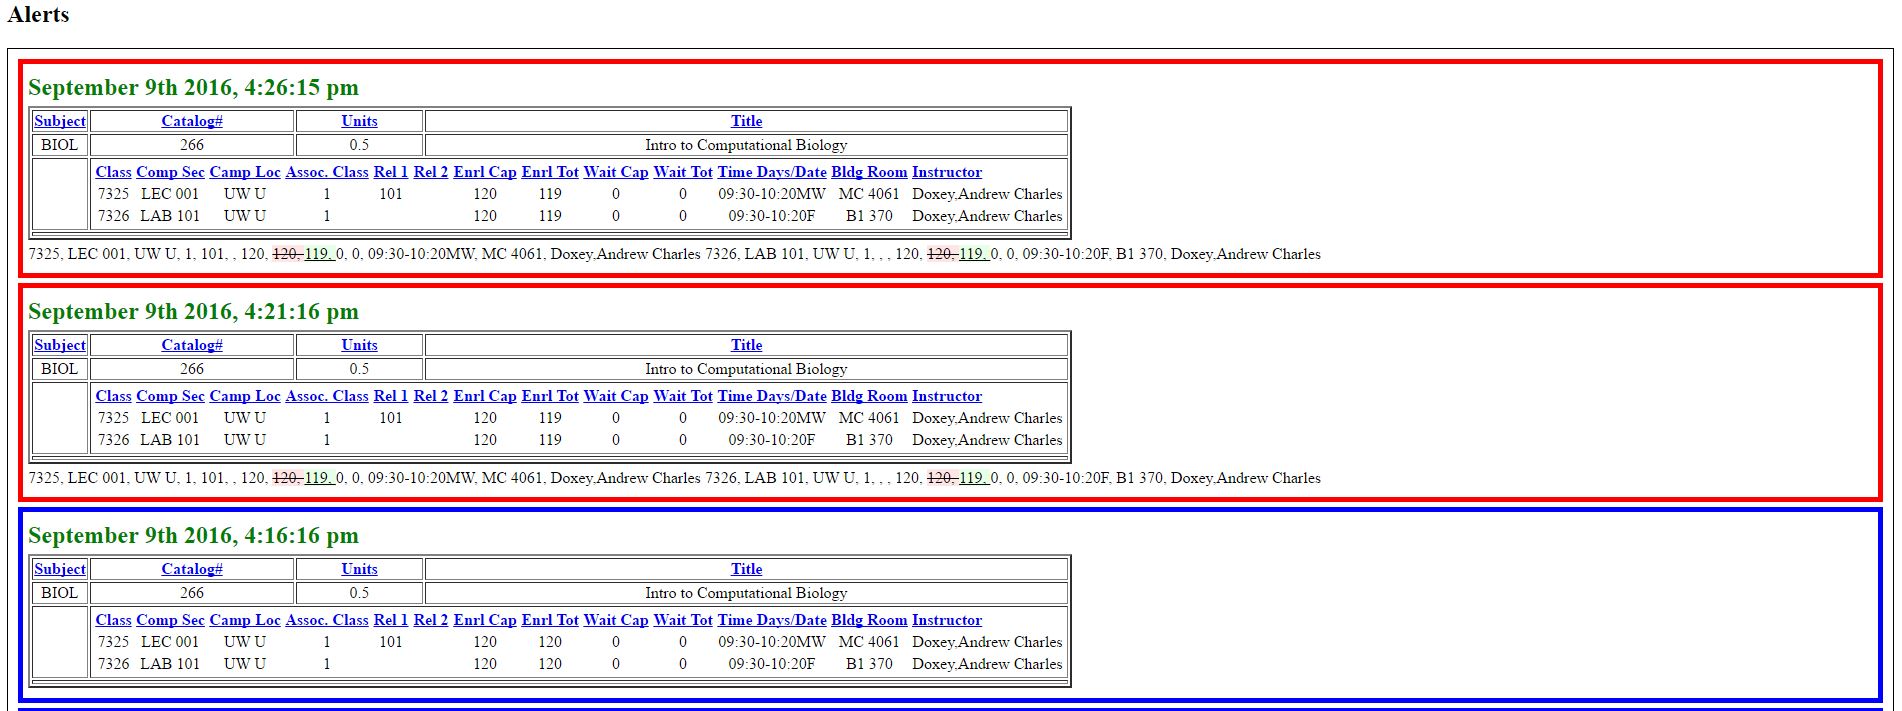 Alerts
September 9th 2016, 4:26:15 pm
Subject Catalog# Units Title
BIOL 266 0.5 Intro to Computational Biology
Class Comp Sec Camp Loc Assoc. Class Rel 1 Rel 2 Enrl Cap Enrl Tot Wait Cap Wait Tot Time Days/Date Bldg Room Instructor
7325 LEC 001 UW U 1 101 120 119 0 0 09:30-10:20MW MC 4061 Doxey,Andrew Charles
7326 LAB 101 UW U 1 120 119 0 0 09:30-10:20F B1 370 Doxey,Andrew Charles
7325, LEC 001, UW U, 1, 101, , 120, 120, 119, 0, 0, 09:30-10:20MW, MC 4061, Doxey,Andrew Charles 7326, LAB 101, UW U, 1, , , 120, 120, 119, 0, 0, 09:30-10:20F, B1 370, Doxey,Andrew Charles
September 9th 2016, 4:21:16 pm
Subject Catalog# Units Title
BIOL 266 0.5 Intro to Computational Biology
Class Comp Sec Camp Loc Assoc. Class Rel 1 Rel 2 Enrl Cap Enrl Tot Wait Cap Wait Tot Time Days/Date Bldg Room Instructor
7325 LEC 001 UW U 1 101 120 119 0 0 09:30-10:20MW MC 4061 Doxey,Andrew Charles
7326 LAB 101 UW U 1 120 119 0 0 09:30-10:20F B1 370 Doxey,Andrew Charles
7325, LEC 001, UW U, 1, 101, , 120, 120, 119, 0, 0, 09:30-10:20MW, MC 4061, Doxey,Andrew Charles 7326, LAB 101, UW U, 1, , , 120, 120, 119, 0, 0, 09:30-10:20F, B1 370, Doxey,Andrew Charles
September 9th 2016, 4:16:16 pm
Subject Catalog# Units Title
BIOL 266 0.5 Intro to Computational Biology
Class Comp Sec Camp Loc Assoc. Class Rel 1 Rel 2 Enrl Cap Enrl Tot Wait Cap Wait Tot Time Days/Date Bldg Room Instructor
7325 LEC 001 UW U 1 101 120 120 0 0 09:30-10:20MW MC 4061 Doxey,Andrew Charles
7326 LAB 101 UW U 1 120 120 0 0 09:30-10:20F B1 370 Doxey,Andrew Charles